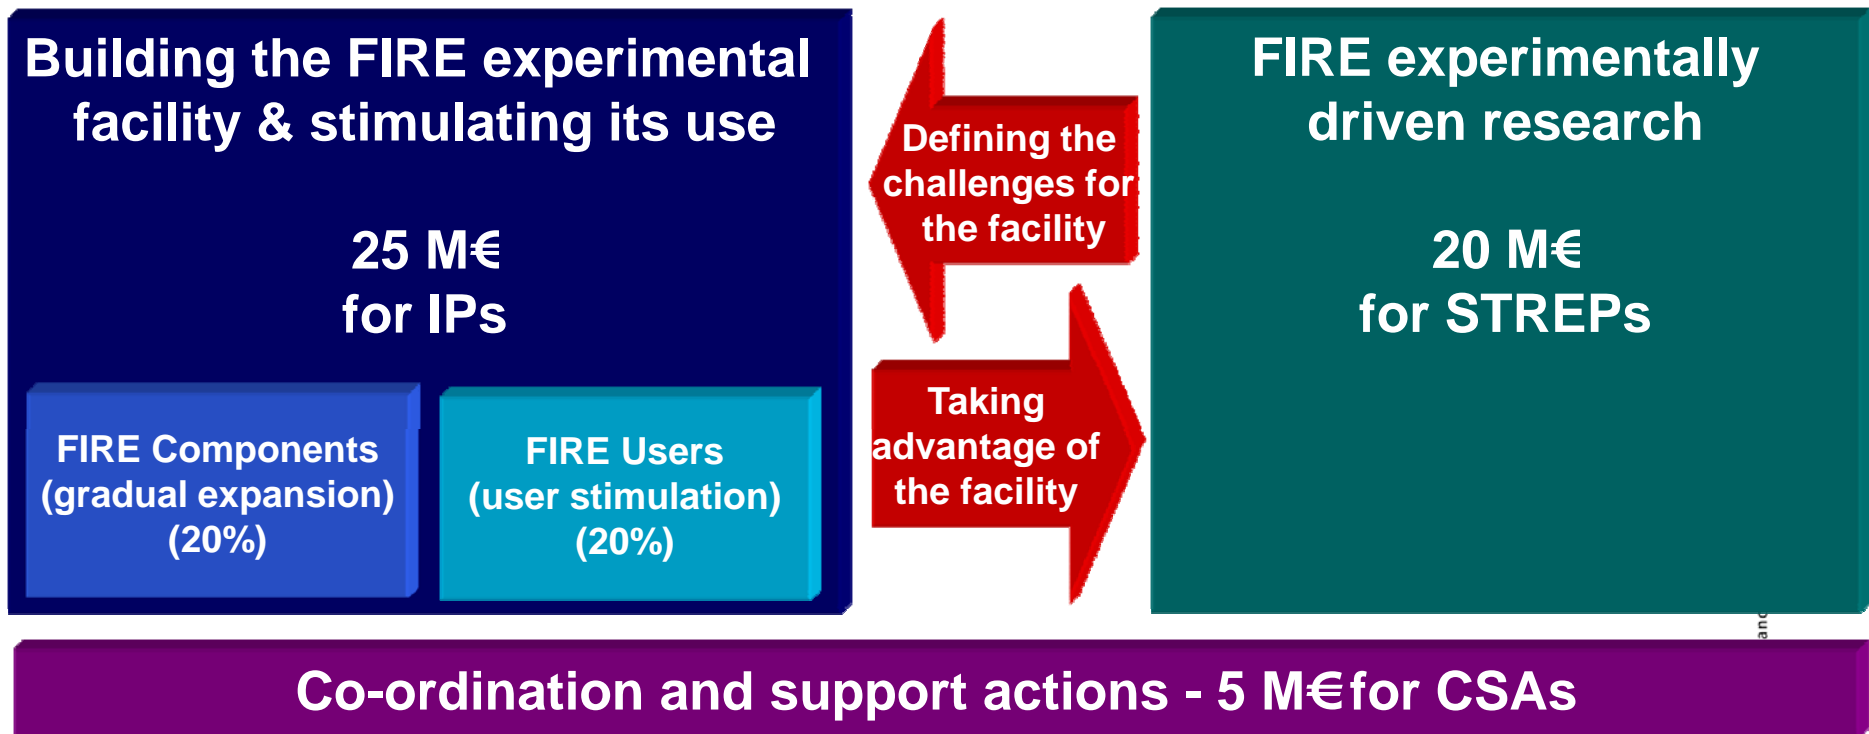 Building the FIRE experimental
facility & stimulating its use
25 M€
for IPs
FIRE Components
(gradual expansion)
(20%)
FIRE Users
(user stimulation)
(20%)
Defining the
challenges for
the facility
Taking
advantage of
the facility
FIRE experimentally
driven research
20 M€
for STREPs
and
Co-ordination and support actions - 5 M€ for CSAs